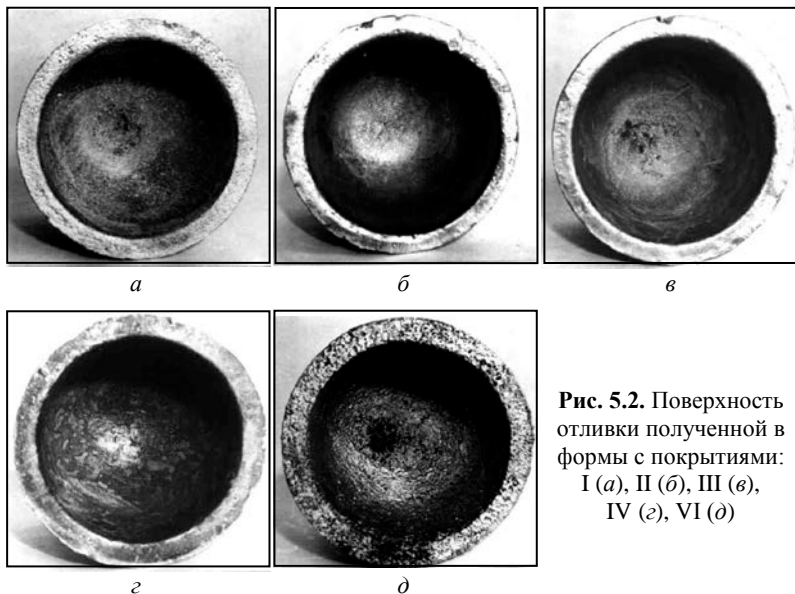 а
б
в
г
д
Рис. 5.2. Поверхность
отливки полученной в
формы с покрытиями:
I (а), II (б), III (в),
IV (г), VI (д)